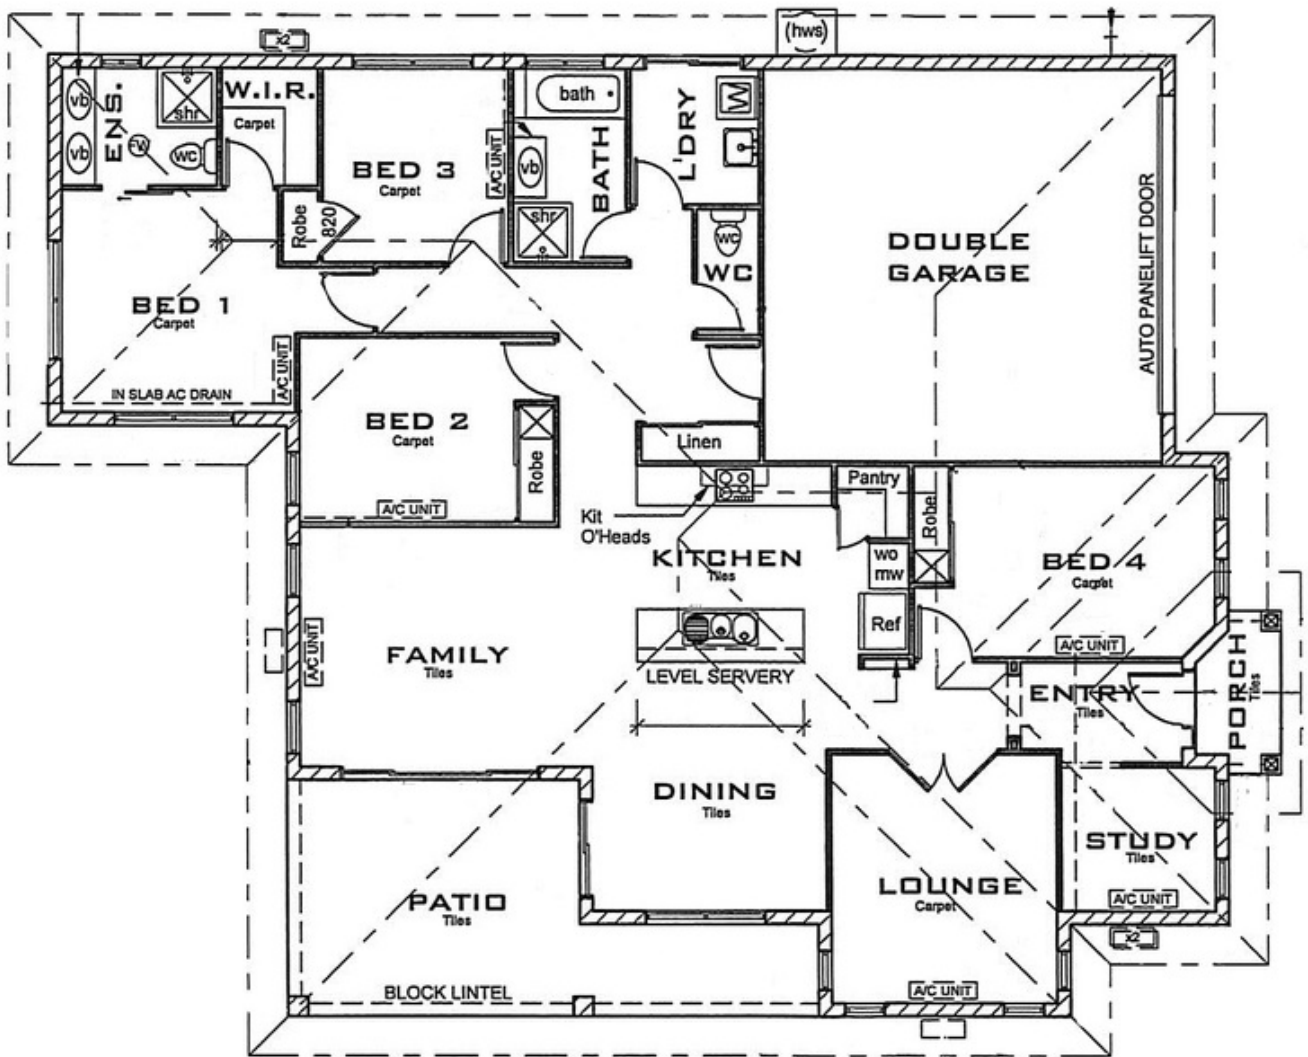 x2
(hws)
vb
vb
ENS.
shr
FW
WC
W.I.R.
Carpet
BED 3
Carpet
A/C UNIT
Robe
820
bath
vb
BATH
shr
L'DRY
W
WC
WC
DOUBLE
GARAGE
AUTO PANELIFT DOOR
BED 1
Carpet
IN SLAB AC DRAIN
A/C UNIT
BED 2
Carpet
A/C UNIT
Robe
Linen
Kit
O'Heads
KITCHEN
Tiles
Pantry
wo
mw
Ref
Robe
BED 4
Carpet
A/C UNIT
FAMILY
Tiles
A/C UNIT
LEVEL SERVERY
ENTRY
Tiles
PORCH
Tiles
DINING
Tiles
STUDY
Tiles
A/C UNIT
x2
LOUNGE
Carpet
A/C UNIT
PATIO
Tiles
BLOCK LINTEL